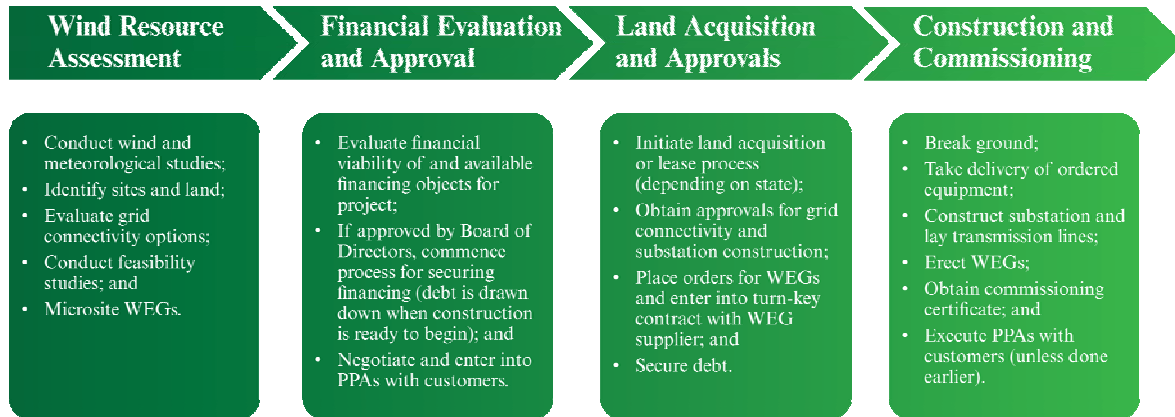 Wind Resource
Assessment
Financial Evaluation
and Approval
Land Acquisition
and Approvals
Construction and
Commissioning
• Conduct wind and
meteorological studies;
• Identify sites and land;
• Evaluate grid
connectivity options;
• Conduct feasibility
studies; and
• Microsite WEGs.
• Evaluate financial
viability of and available
financing objects for
project;
• If approved by Board of
Directors, commence
process for securing
financing (debt is drawn
down when construction
is ready to begin); and
• Negotiate and enter into
PPAs with customers.
• Initiate land acquisition
or lease process
(depending on state);
• Obtain approvals for grid
connectivity and
substation construction;
• Place orders for WEGs
and enter into turn-key
contract with WEG
supplier; and
• Secure debt.
• Break ground;
• Take delivery of ordered
equipment;
• Construct substation and
lay transmission lines;
• Erect WEGs;
• Obtain commissioning
certificate; and
• Execute PPAs with
customers (unless done
earlier).